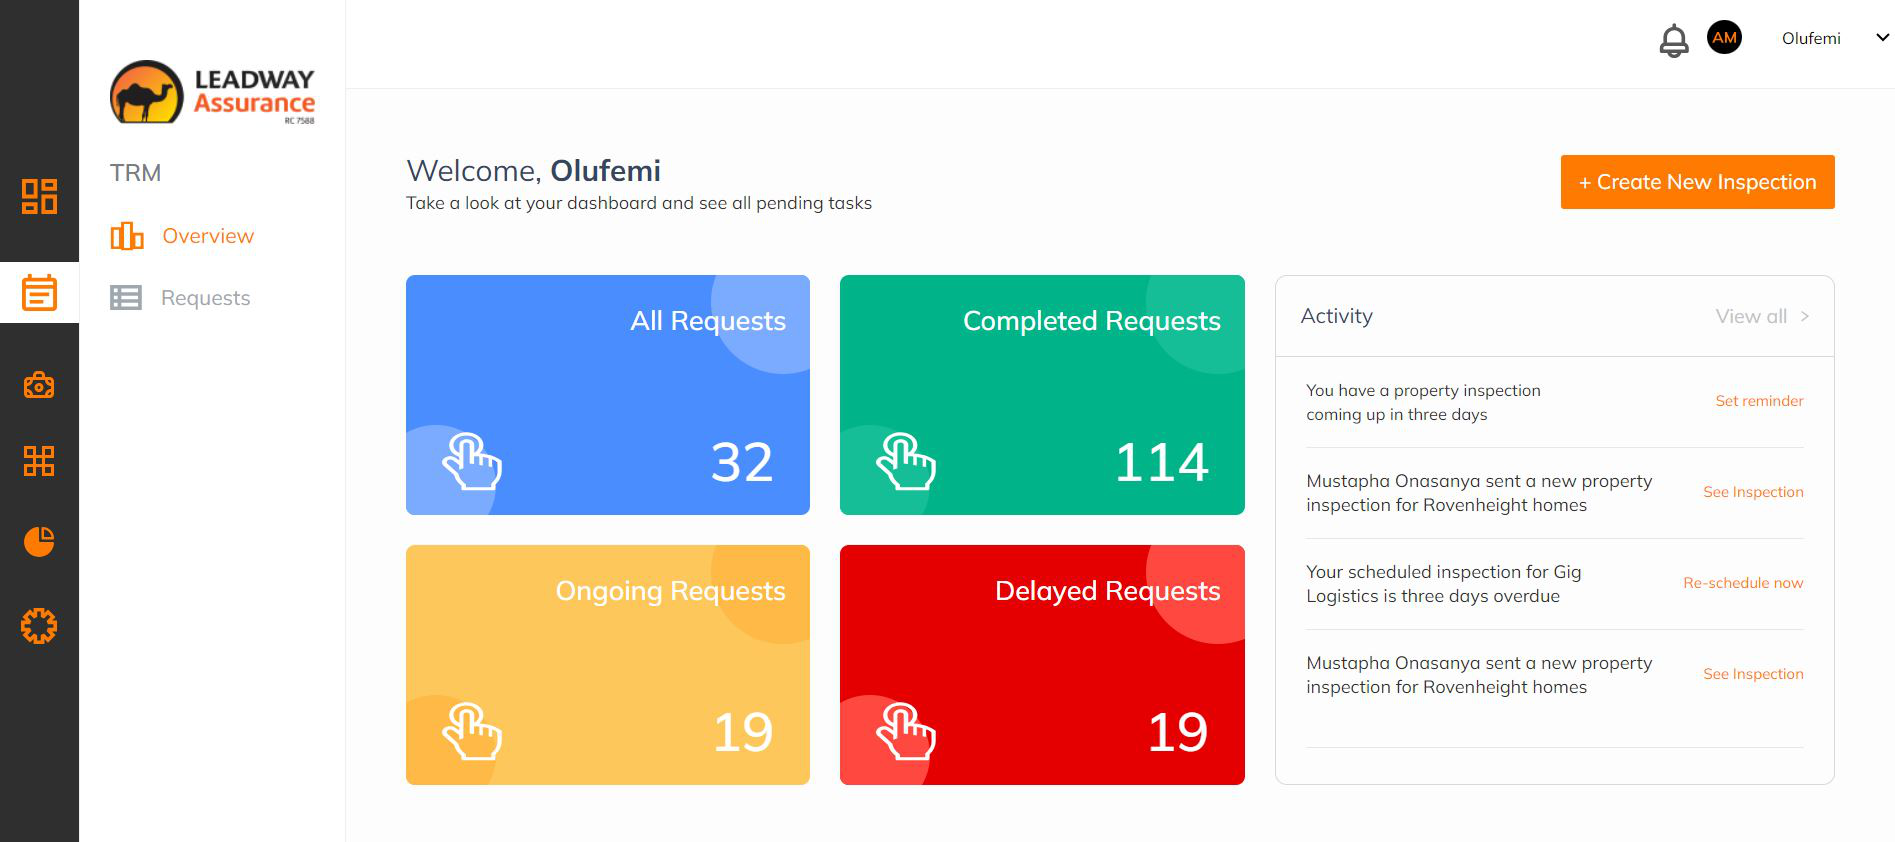 LEADWAY
Assurance
RC 7588
TRM
Overview
Requests
AM
Olufemi
Welcome, Olufemi
Take a look at your dashboard and see all pending tasks
+ Create New Inspection
All Requests
32
Completed Requests
114
Ongoing Requests
19
Delayed Requests
19
Activity
View all >
You have a property inspection
coming up in three days
Set reminder
Mustapha Onasanya sent a new property
inspection for Rovenheight homes
See Inspection
Your scheduled inspection for Gig
Logistics is three days overdue
Re-schedule now
Mustapha Onasanya sent a new property
inspection for Rovenheight homes
See Inspection